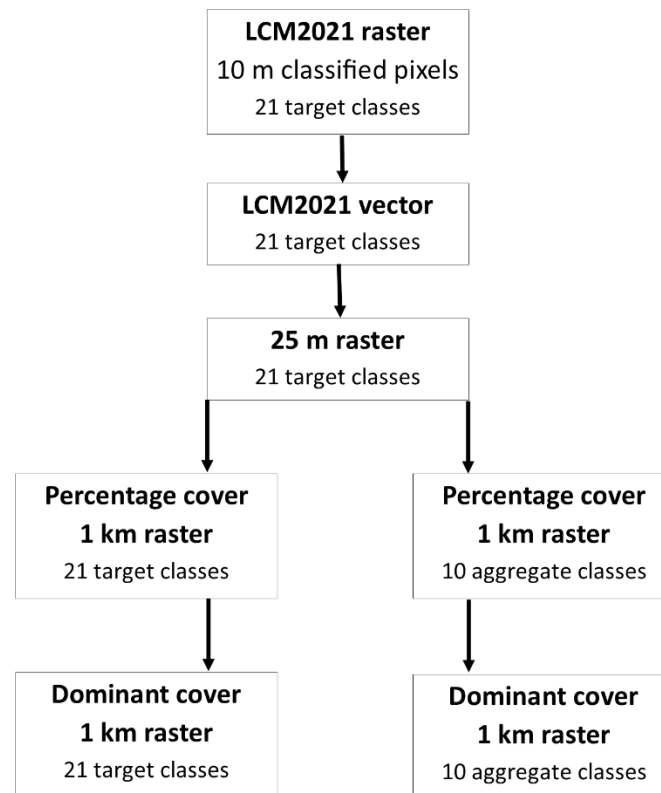 LCM2021 raster
10 m classified pixels
21 target classes
LCM2021 vector
21 target classes
25 m raster
21 target classes
Percentage cover
1 km raster
21 target classes
Percentage cover
1 km raster
10 aggregate classes
Dominant cover
1 km raster
21 target classes
Dominant cover
1 km raster
10 aggregate classes